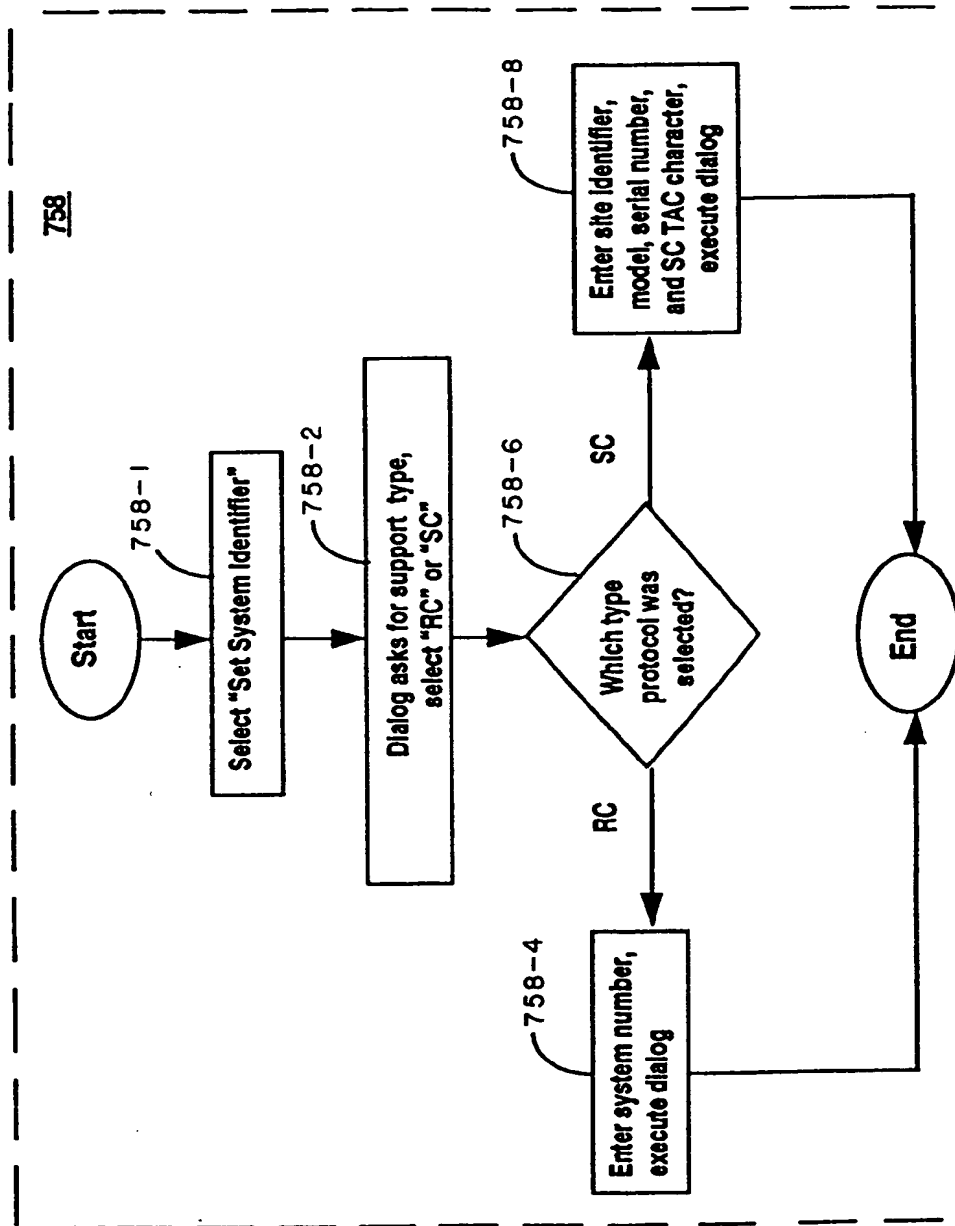 758
Start
758-1
Select “Set System Identifier”
758-2
Dialog asks for support type,
select “RC” or “SC”
758-6
Which type
protocol was
selected?
RC
SC
758-4
Enter system number,
execute dialog
758-8
Enter site identifier,
model, serial number,
and SC TAC character,
execute dialog
End